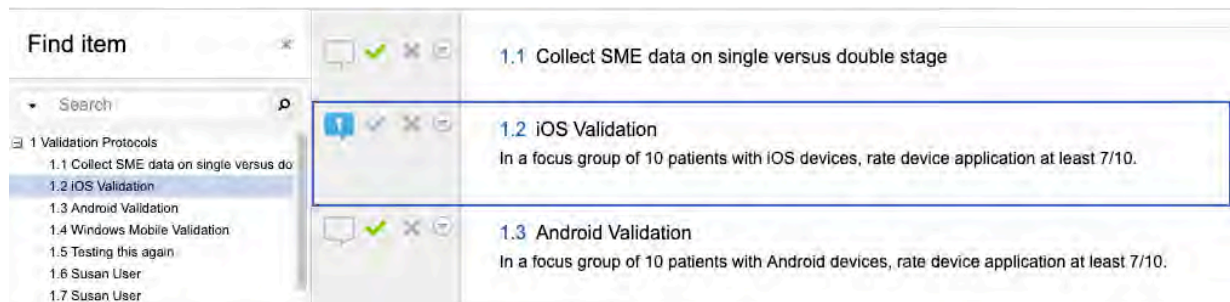 Find item
Search
1 Validation Protocols
1.1 Collect SME data on single versus do
1.2 iOS Validation
1.3 Android Validation
1.4 Windows Mobile Validation
1.5 Testing this again
1.6 Susan User
1.7 Susan User
1.1 Collect SME data on single versus double stage
1
1.2 iOS Validation
In a focus group of 10 patients with iOS devices, rate device application at least 7/10.
1.3 Android Validation
In a focus group of 10 patients with Android devices, rate device application at least 7/10.